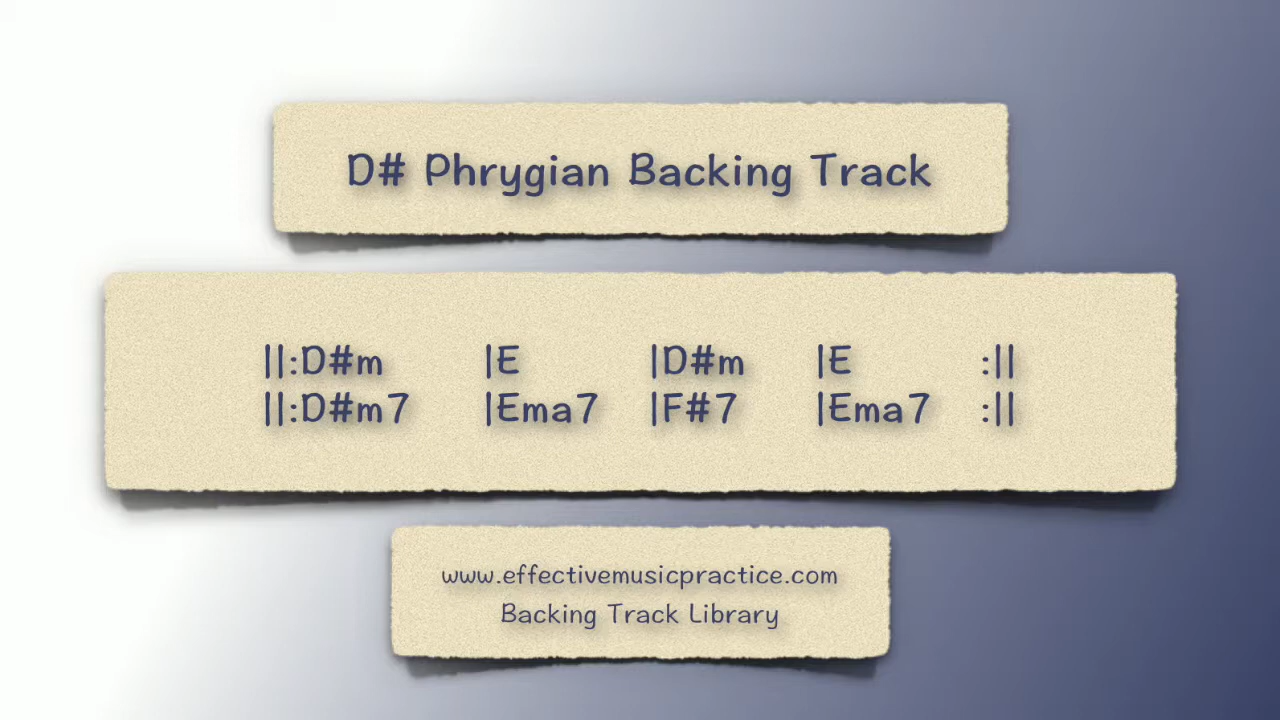 D# Phrygian Backing Track
||:D#m |E |D#m |E :||
||:D#m7 |Ema7 |F#7 |Ema7 :||
www.effectivemusicpractice.com
Backing Track Library